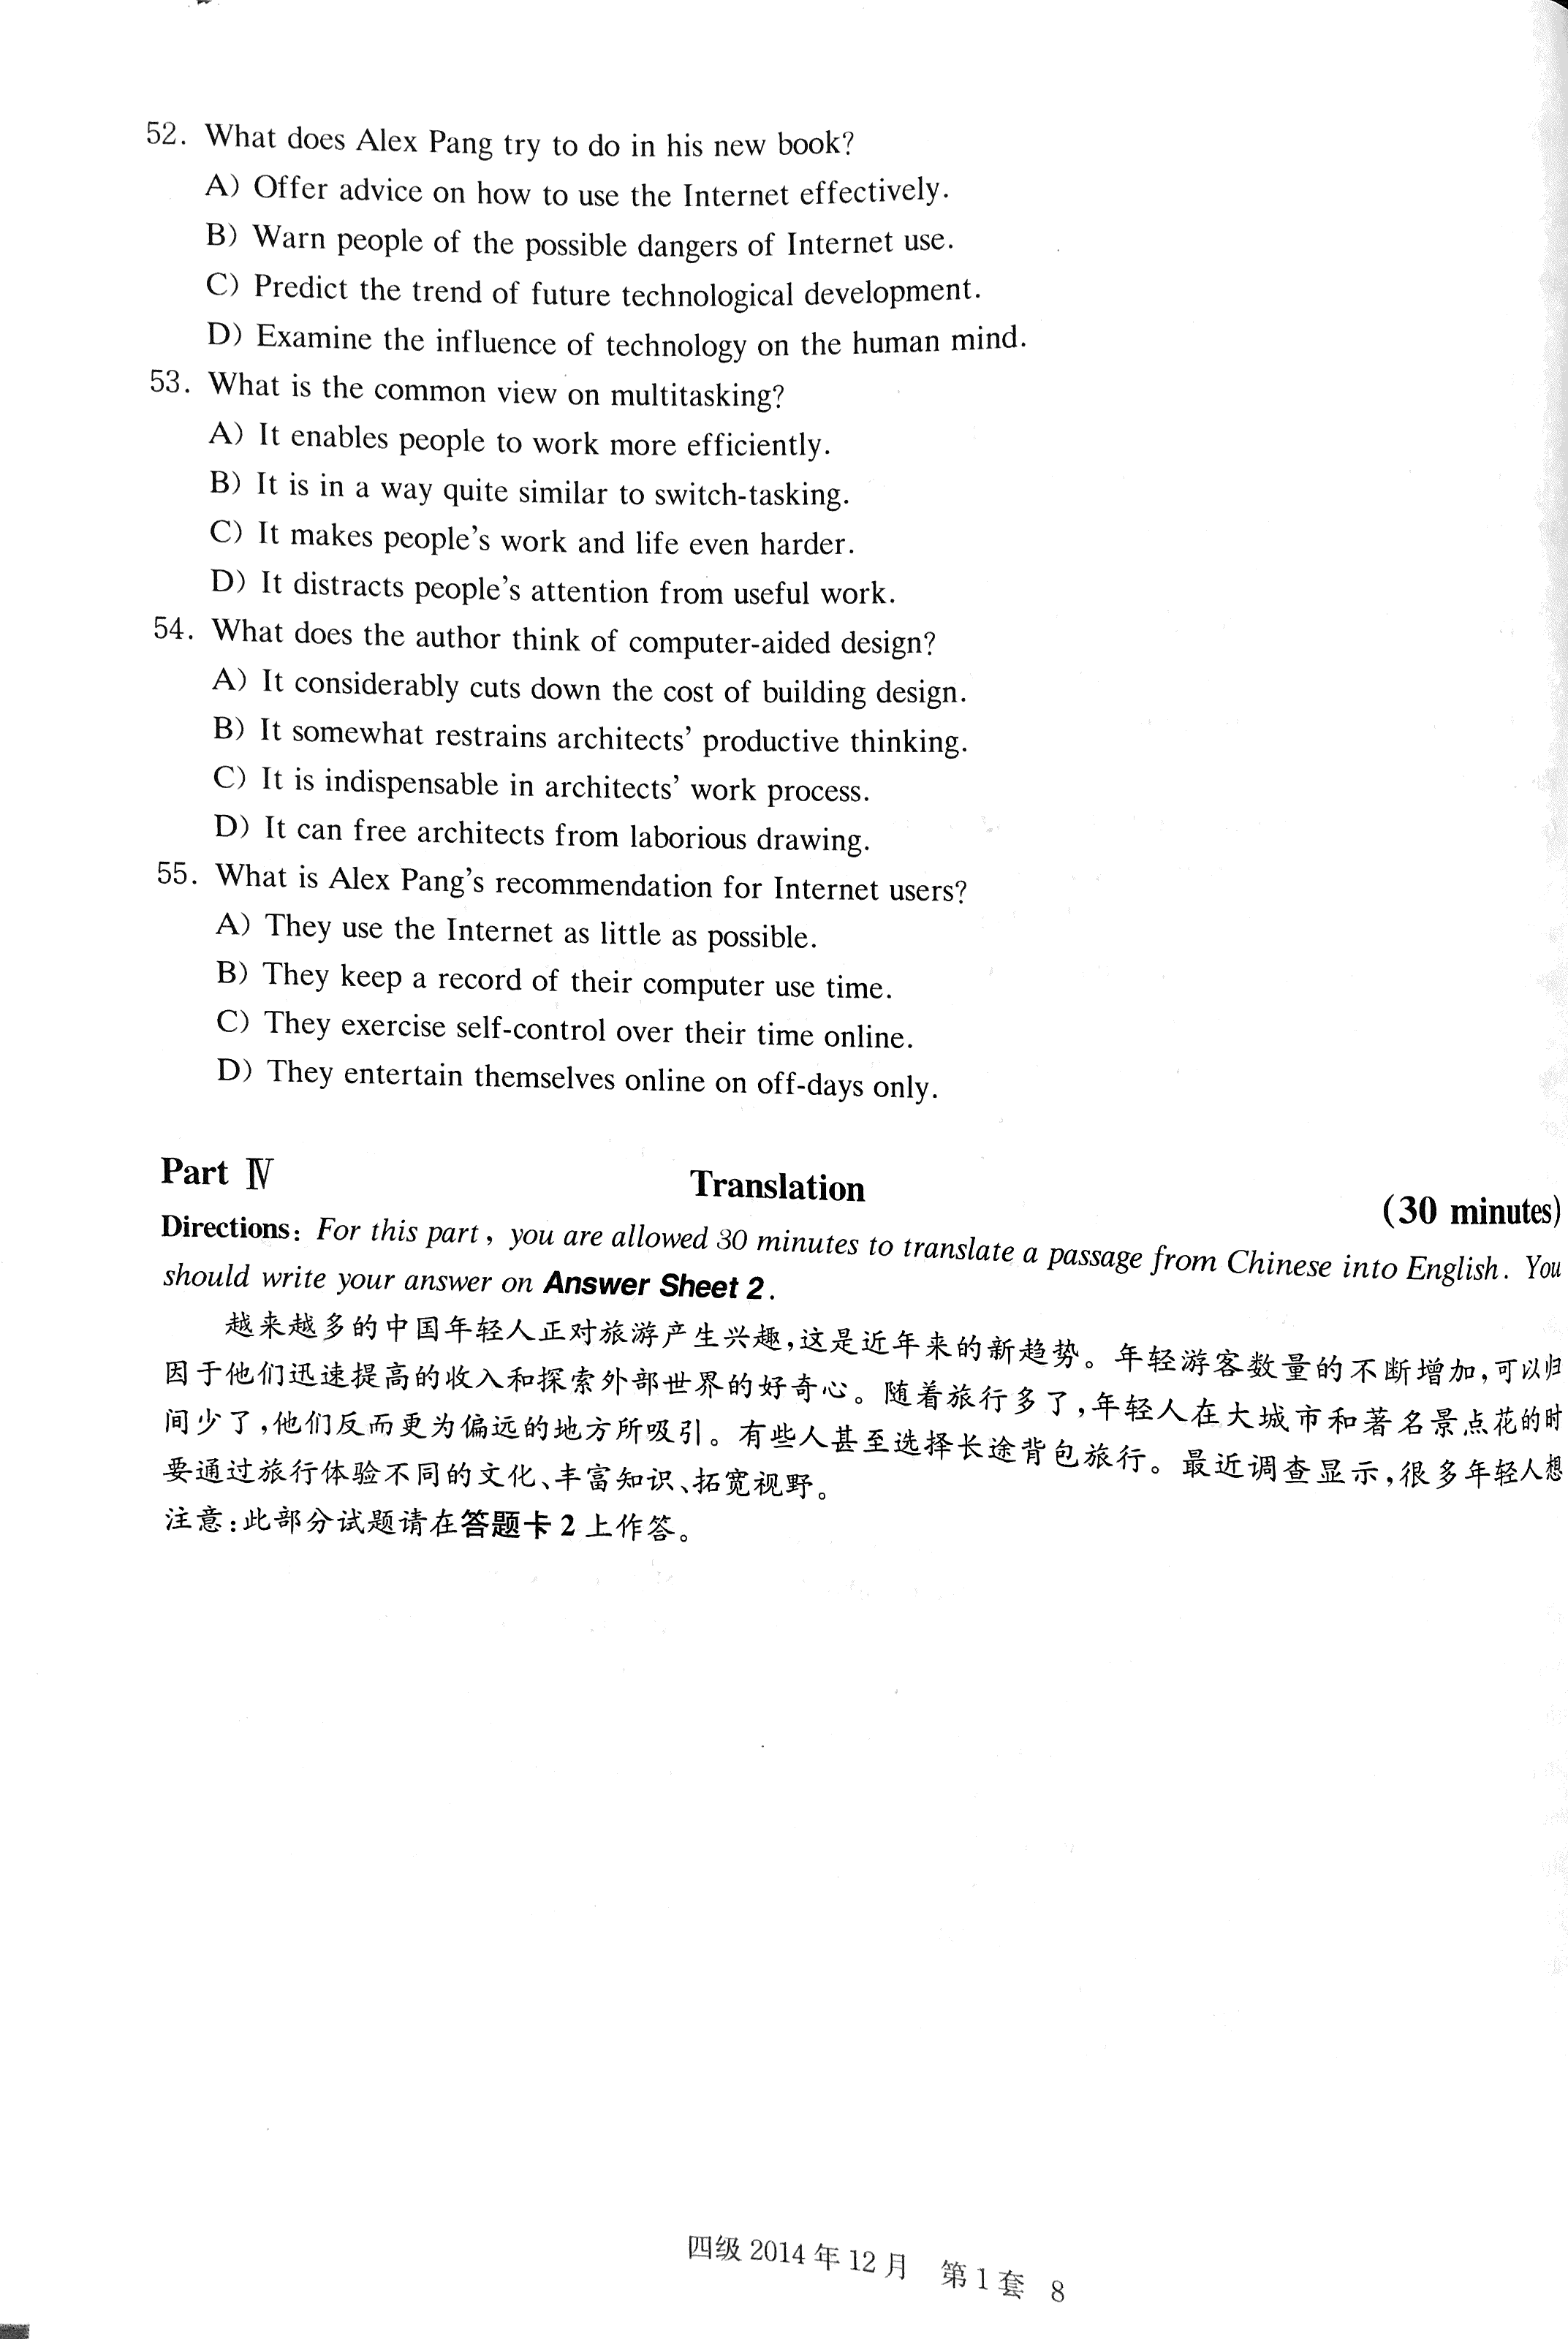 52. What does Alex Pang try to do in his new book?
A) Offer advice on how to use the Internet effectively.
B) Warn people of the possible dangers of Internet use.
C) Predict the trend of future technological development.
D) Examine the influence of technology on the human mind.
53. What is the common view on multitasking?
A) It enables people to work more efficiently.
B) It is in a way quite similar to switch-tasking.
C) It makes people's work and life even harder.
D) It distracts people's attention from useful work.
54. What does the author think of computer-aided design?
A) It considerably cuts down the cost of building design.
B) It somewhat restrains architects' productive thinking.
C) It is indispensable in architects' work process.
D) It can free architects from laborious drawing.
55. What is Alex Pang's recommendation for Internet users?
A) They use the Internet as little as possible.
B) They keep a record of their computer use time.
C) They exercise self-control over their time online.
D) They entertain themselves online on off-days only.
Part Ⅳ Translation (30 minutes)
Directions: For this part, you are allowed 30 minutes to translate a passage from Chinese into English. You
should write your answer on Answer Sheet 2.
越来越多的中国年轻人正对旅游产生兴趣,这是近年来的新趋势。年轻游客数量的不断增加,可以归
因于他们迅速提高的收入和探索外部世界的好奇心。随着旅行多了,年轻人在大城市和著名景点花的时
间少了,他们反而更为偏远的地方所吸引。有些人甚至选择长途背包旅行。最近调查显示,很多年轻人想
要通过旅行体验不同的文化、丰富知识、拓宽视野。
注意:此部分试题请在答题卡2上作答。
四级2014年12月 第1套 8